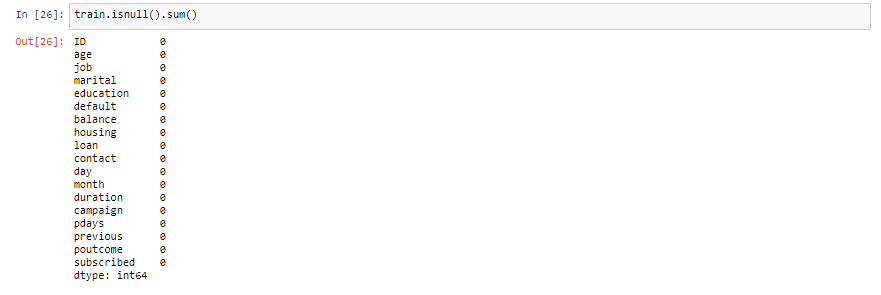 In [26]: train.isnull().sum()
Out[26]: ID 0
age 0
job 0
marital 0
education 0
default 0
balance 0
housing 0
loan 0
contact 0
day 0
month 0
duration 0
campaign 0
pdays 0
previous 0
poutcome 0
subscribed 0
dtype: int64